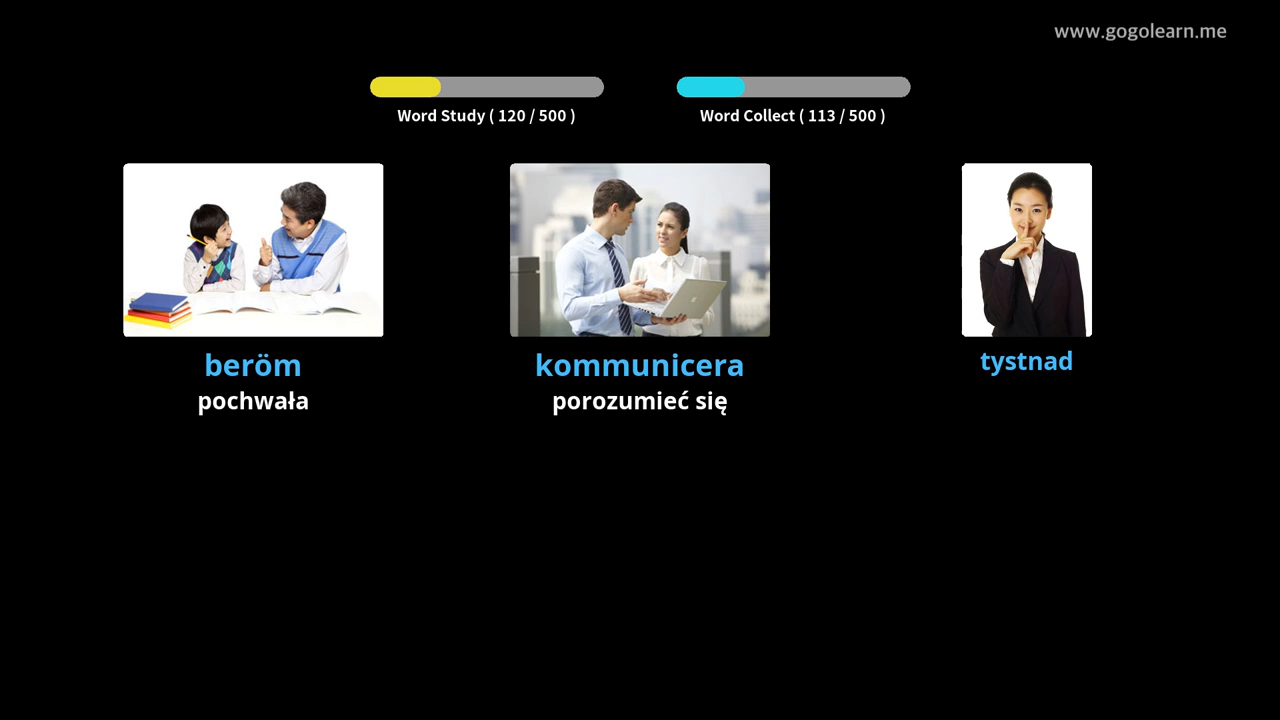 www.gogolearn.me
Word Study ( 120 / 500 )
Word Collect ( 113 / 500 )
beröm
kommunicera
tystnad
pochwała
porozumieć się